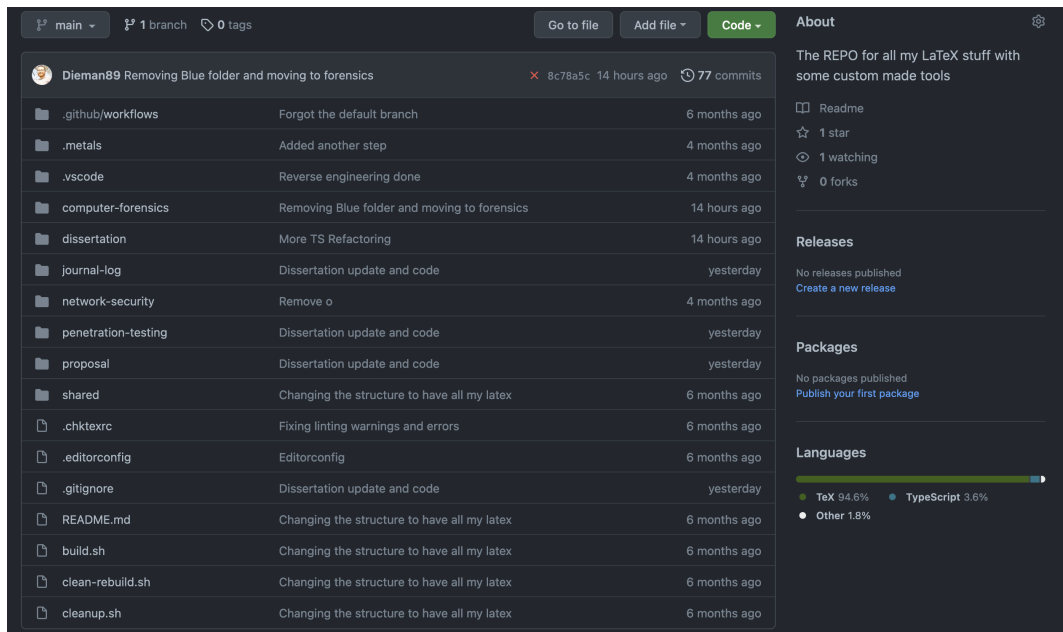 main 1 branch 0 tags Go to file Add file Code
Dieman89 Removing Blue folder and moving to forensics 8c78a5c 14 hours ago 77 commits
.github/workflows Forgot the default branch 6 months ago
.metals Added another step 4 months ago
.vscode Reverse engineering done 4 months ago
computer-forensics Removing Blue folder and moving to forensics 14 hours ago
dissertation More TS Refactoring 14 hours ago
journal-log Dissertation update and code yesterday
network-security Remove o 4 months ago
penetration-testing Dissertation update and code yesterday
proposal Dissertation update and code yesterday
shared Changing the structure to have all my latex 6 months ago
.chktexrc Fixing linting warnings and errors 6 months ago
.editorconfig Editorconfig 6 months ago
.gitignore Dissertation update and code yesterday
README.md Changing the structure to have all my latex 6 months ago
build.sh Changing the structure to have all my latex 6 months ago
clean-rebuild.sh Changing the structure to have all my latex 6 months ago
cleanup.sh Changing the structure to have all my latex 6 months ago
About
The REPO for all my LaTeX stuff with
some custom made tools
Readme
1 star
1 watching
0 forks
Releases
No releases published
Create a new release
Packages
No packages published
Publish your first package
Languages
TeX 94.6% TypeScript 3.6%
Other 1.8%